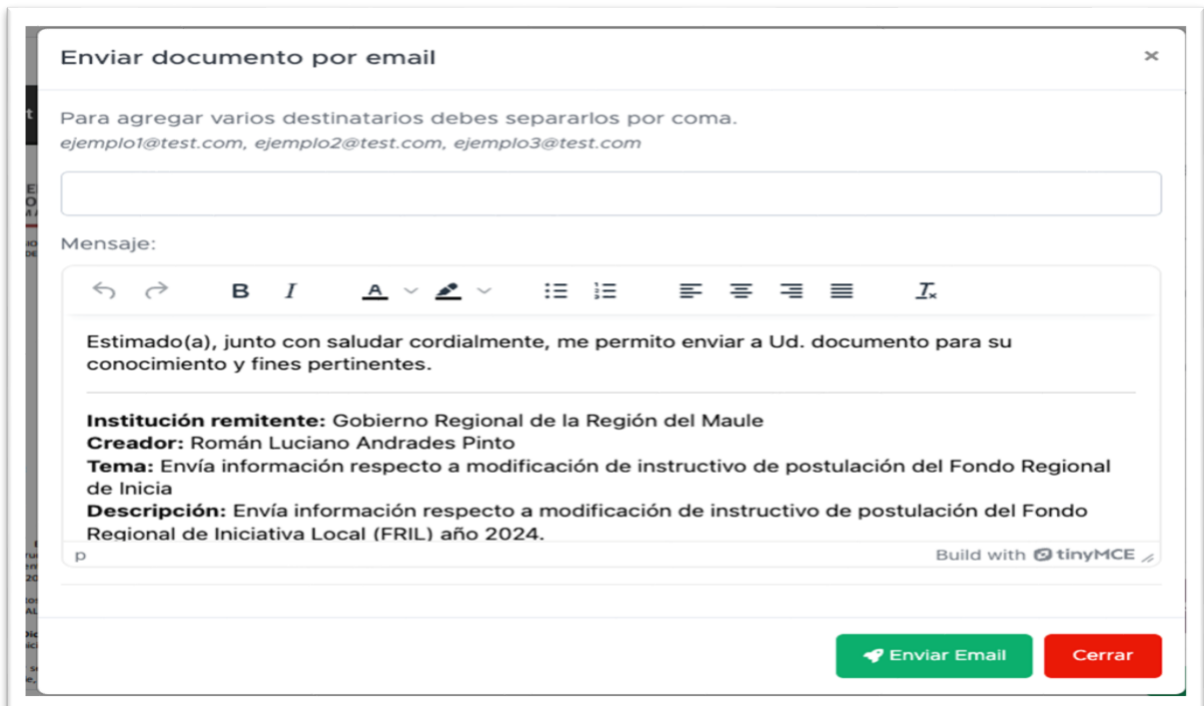 Enviar documento por email
×
Para agregar varios destinatarios debes separarlos por coma.
ejemplo1@test.com, ejemplo2@test.com, ejemplo3@test.com
Mensaje:
B I A
Estimado(a), junto con saludar cordialmente, me permito enviar a Ud. documento para su
conocimiento y fines pertinentes.
Institución remitente: Gobierno Regional de la Región del Maule
Creador: Román Luciano Andrades Pinto
Tema: Envía información respecto a modificación de instructivo de postulación del Fondo Regional
de Inicia
Descripción: Envía información respecto a modificación de instructivo de postulación del Fondo
Regional de Iniciativa Local (FRIL) año 2024.
p
Build with tinyMCE
Enviar Email
Cerrar